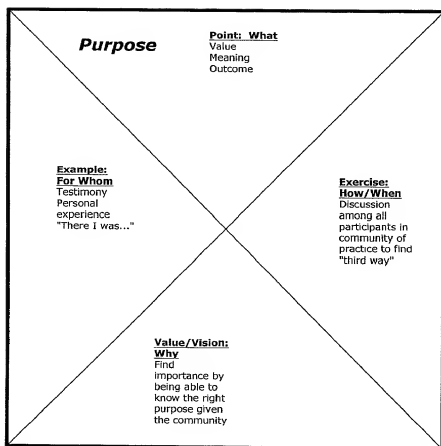 Purpose
Point: What
Value
Meaning
Outcome
Example:
For Whom
Testimony
Personal
experience
"There I was..."
Exercise:
How/When
Discussion
among all
participants in
community of
practice to find
"third way"
Value/Vision:
Why
Find
importance by
being able to
know the right
purpose given
the community